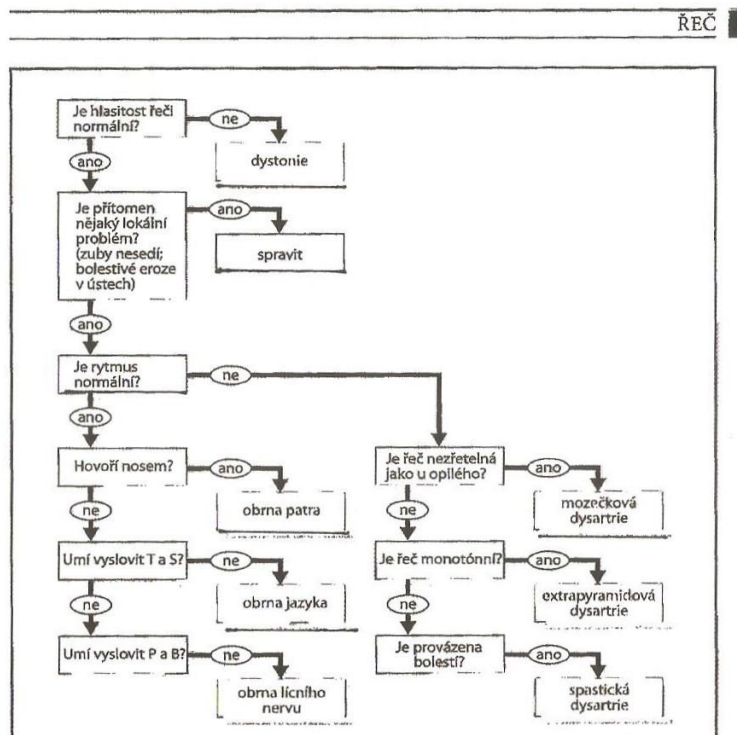 ŘEČ
Je hlasitost řeči
normální?
ne
dystonie
ano
Je přítomen
nějaký lokální
problém?
(zuby nesedí;
bolestivé eroze
v ústech)
ano
spravit
ano
Je rytmus
normální?
ne
ano
Hovoří nosem?
ano
obrna patra
ne
Umí vyslovit T a S?
ne
obrna jazyka
ne
Umí vyslovit P a B?
ne
obrna lícního
nervu
Je řeč nezřetelná
jako u opilého?
ano
mozečková
dysartrie
ne
Je řeč monotónní?
ano
extrapyramidová
dysartrie
ne
Je provázena
bolestí?
ano
spastická
dysartrie